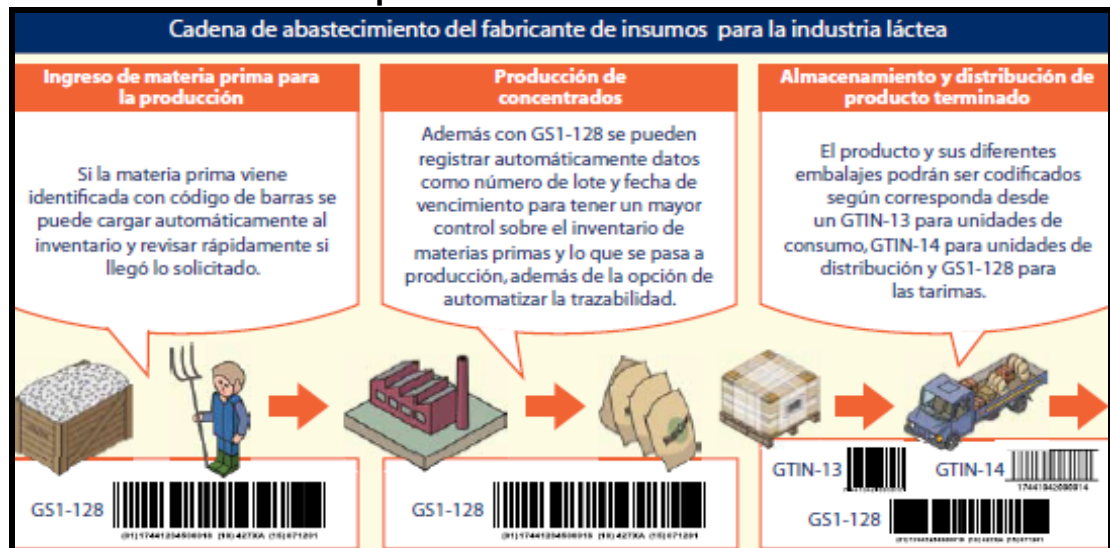 Cadena de abastecimiento del fabricante de insumos para la industria láctea
Ingreso de materia prima para
la producción
Si la materia prima viene
identificada con código de barras se
puede cargar automáticamente al
inventario y revisar rápidamente si
llegó lo solicitado.
Producción de
concentrados
Además con GS1-128 se pueden
registrar automáticamente datos
como número de lote y fecha de
vencimiento para tener un mayor
control sobre el inventario de
materias primas y lo que se pasa a
producción, además de la opción de
automatizar la trazabilidad.
Almacenamiento y distribución de
producto terminado
El producto y sus diferentes
embalajes podrán ser codificados
según corresponda desde
un GTIN-13 para unidades de
consumo, GTIN-14 para unidades de
distribución y GS1-128 para
las tarimas.
GS1-128
GS1-128
GTIN-13
GTIN-14
GS1-128